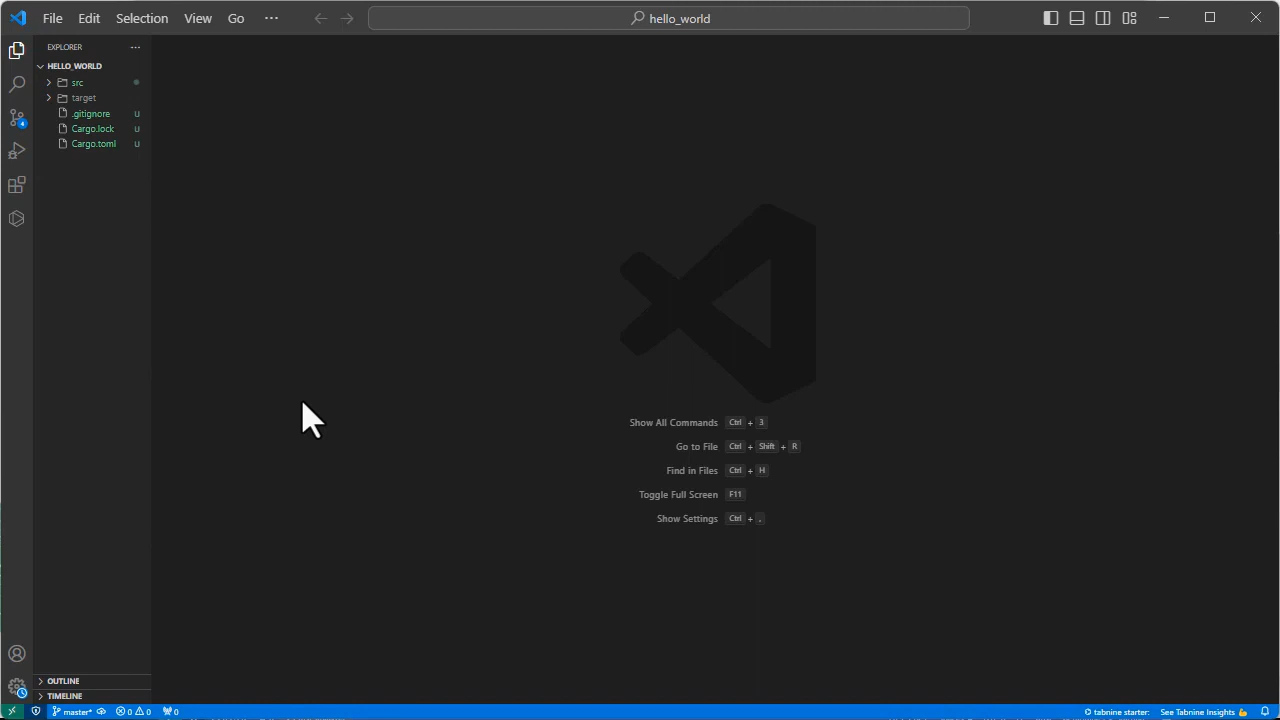 File Edit Selection View Go ··· hello_world
EXPLORER ···
HELLO_WORLD
src
target
.gitignore U
Cargo.lock U
Cargo.toml U
4
Show All Commands Ctrl + 3
Go to File Ctrl + Shift + R
Find in Files Ctrl + H
Toggle Full Screen F11
Show Settings Ctrl + ,
OUTLINE
TIMELINE
master* 0 0 0 tabnine starter: See Tabnine Insights